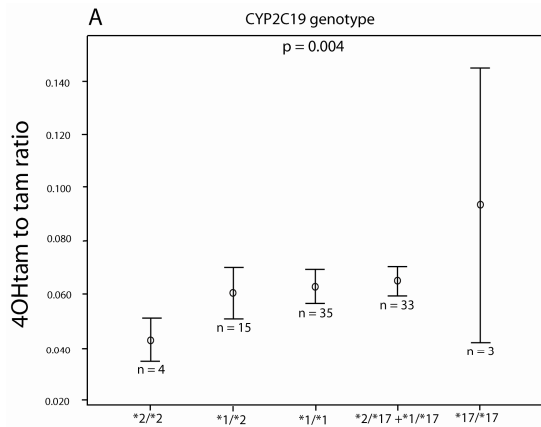 A
CYP2C19 genotype
p = 0.004
4OHtam to tam ratio
0.140
0.120
0.100
0.080
0.060
0.040
0.020
n = 4
n = 15
n = 35
n = 33
n = 3
*2/*2
*1/*2
*1/*1
*2/*17 +*1/*17
*17/*17